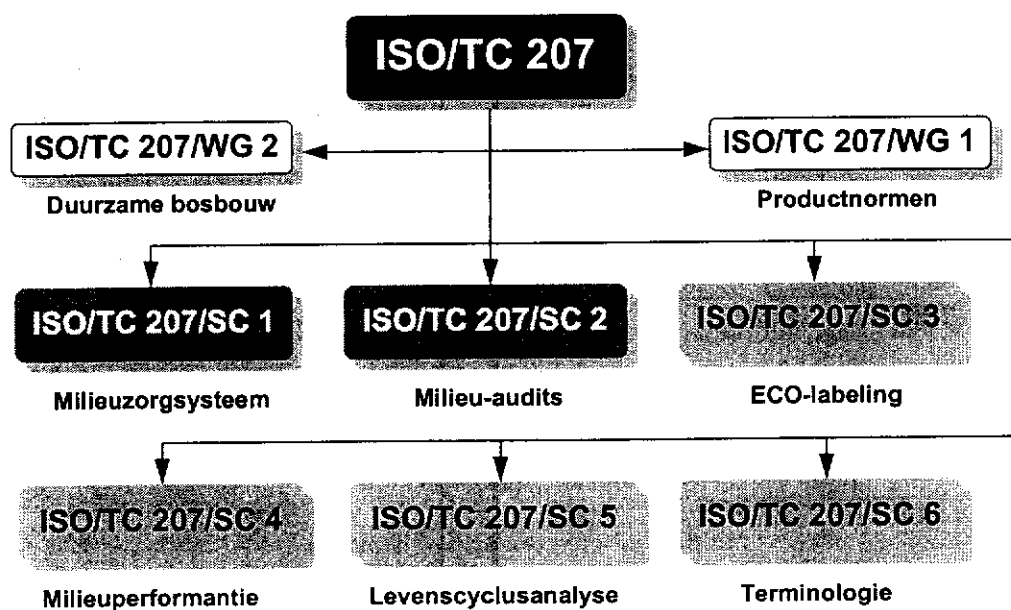 ISO/TC 207
ISO/TC 207/WG 2
ISO/TC 207/WG 1
Duurzame bosbouw
Productnormen
ISO/TC 207/SC 1
ISO/TC 207/SC 2
ISO/TC 207/SC 3
Milieuzorgsysteem
Milieu-audits
ECO-labeling
ISO/TC 207/SC 4
ISO/TC 207/SC 5
ISO/TC 207/SC 6
Milieuperformantie
Levenscyclusanalyse
Terminologie